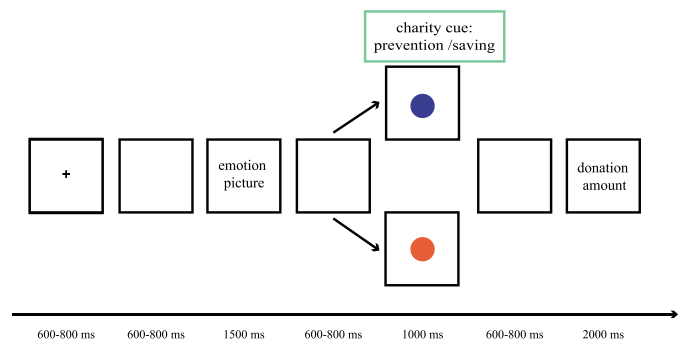 charity cue:
prevention /saving
+
emotion
picture
donation
amount
600-800 ms
600-800 ms
1500 ms
600-800 ms
1000 ms
600-800 ms
2000 ms